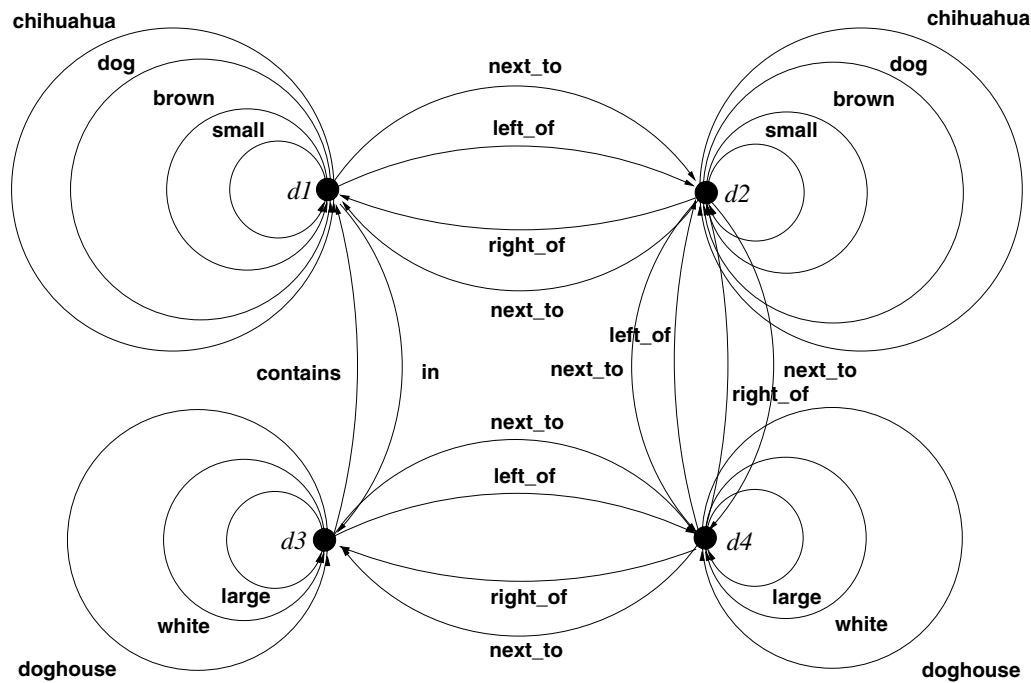 chihuahua
dog
brown
small
d1
next_to
left_of
right_of
next_to
chihuahua
dog
brown
small
d2
contains
in
left_of
next_to
next_to
right_of
d3
large
white
doghouse
next_to
left_of
right_of
next_to
d4
large
white
doghouse